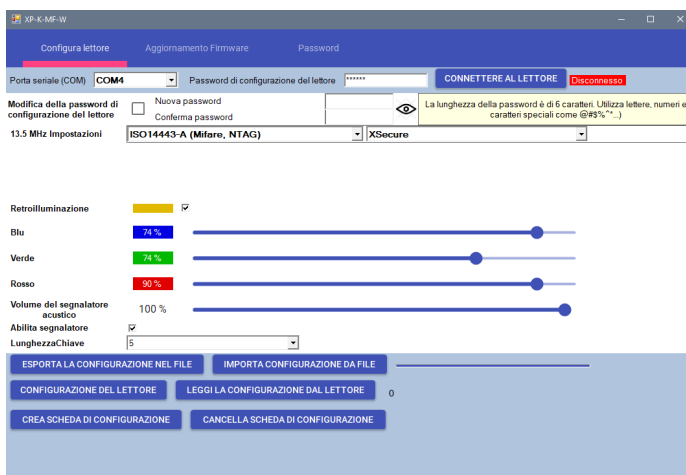 XP-K-MF-W
Configura lettore Aggiornamento Firmware Password
Porta seriale (COM) COM4 Password di configurazione del lettore ****** CONNETTERE AL LETTORE Disconnesso
Modifica della password di configurazione del lettore
Nuova password
Conferma password
La lunghezza della password è di 6 caratteri. Utilizza lettere, numeri e
caratteri speciali come @#$%^*...)
13.5 MHz Impostazioni ISO14443-A (Mifare, NTAG) XSecure
Retroilluminazione
Blu 74 %
Verde 74 %
Rosso 90 %
Volume del segnalatore acustico 100 %
Abilita segnalatore
LunghezzaChiave 5
ESPORTA LA CONFIGURAZIONE NEL FILE IMPORTA CONFIGURAZIONE DA FILE
CONFIGURAZIONE DEL LETTORE LEGGI LA CONFIGURAZIONE DAL LETTORE 0
CREA SCHEDA DI CONFIGURAZIONE CANCELLA SCHEDA DI CONFIGURAZIONE